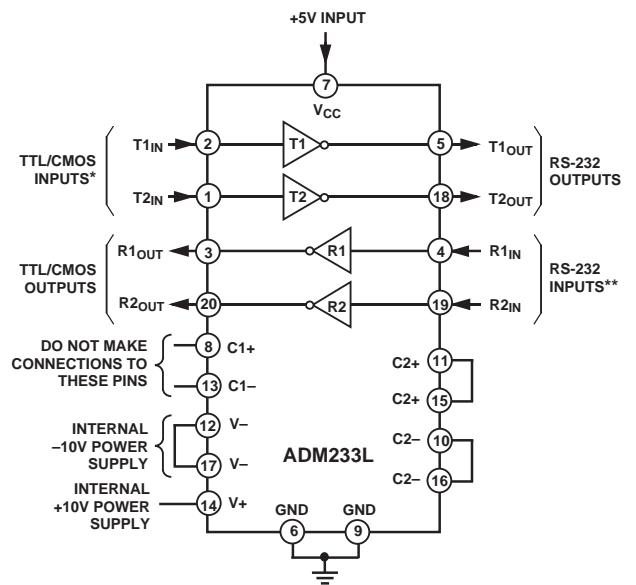 +5V INPUT
7
VCC
TTL/CMOS
INPUTS*
T1IN
2
T1
5
T1OUT
RS-232
OUTPUTS
T2IN
1
T2
18
T2OUT
TTL/CMOS
OUTPUTS
R1OUT
3
R1
4
R1IN
RS-232
INPUTS**
R2OUT
20
R2
19
R2IN
DO NOT MAKE
CONNECTIONS TO
THESE PINS
8
C1+
13
C1–
C2+
11
C2+
15
INTERNAL
–10V POWER
SUPPLY
12
V–
17
V–
C2–
10
C2–
16
ADM233L
INTERNAL
+10V POWER
SUPPLY
14
V+
GND
6
GND
9